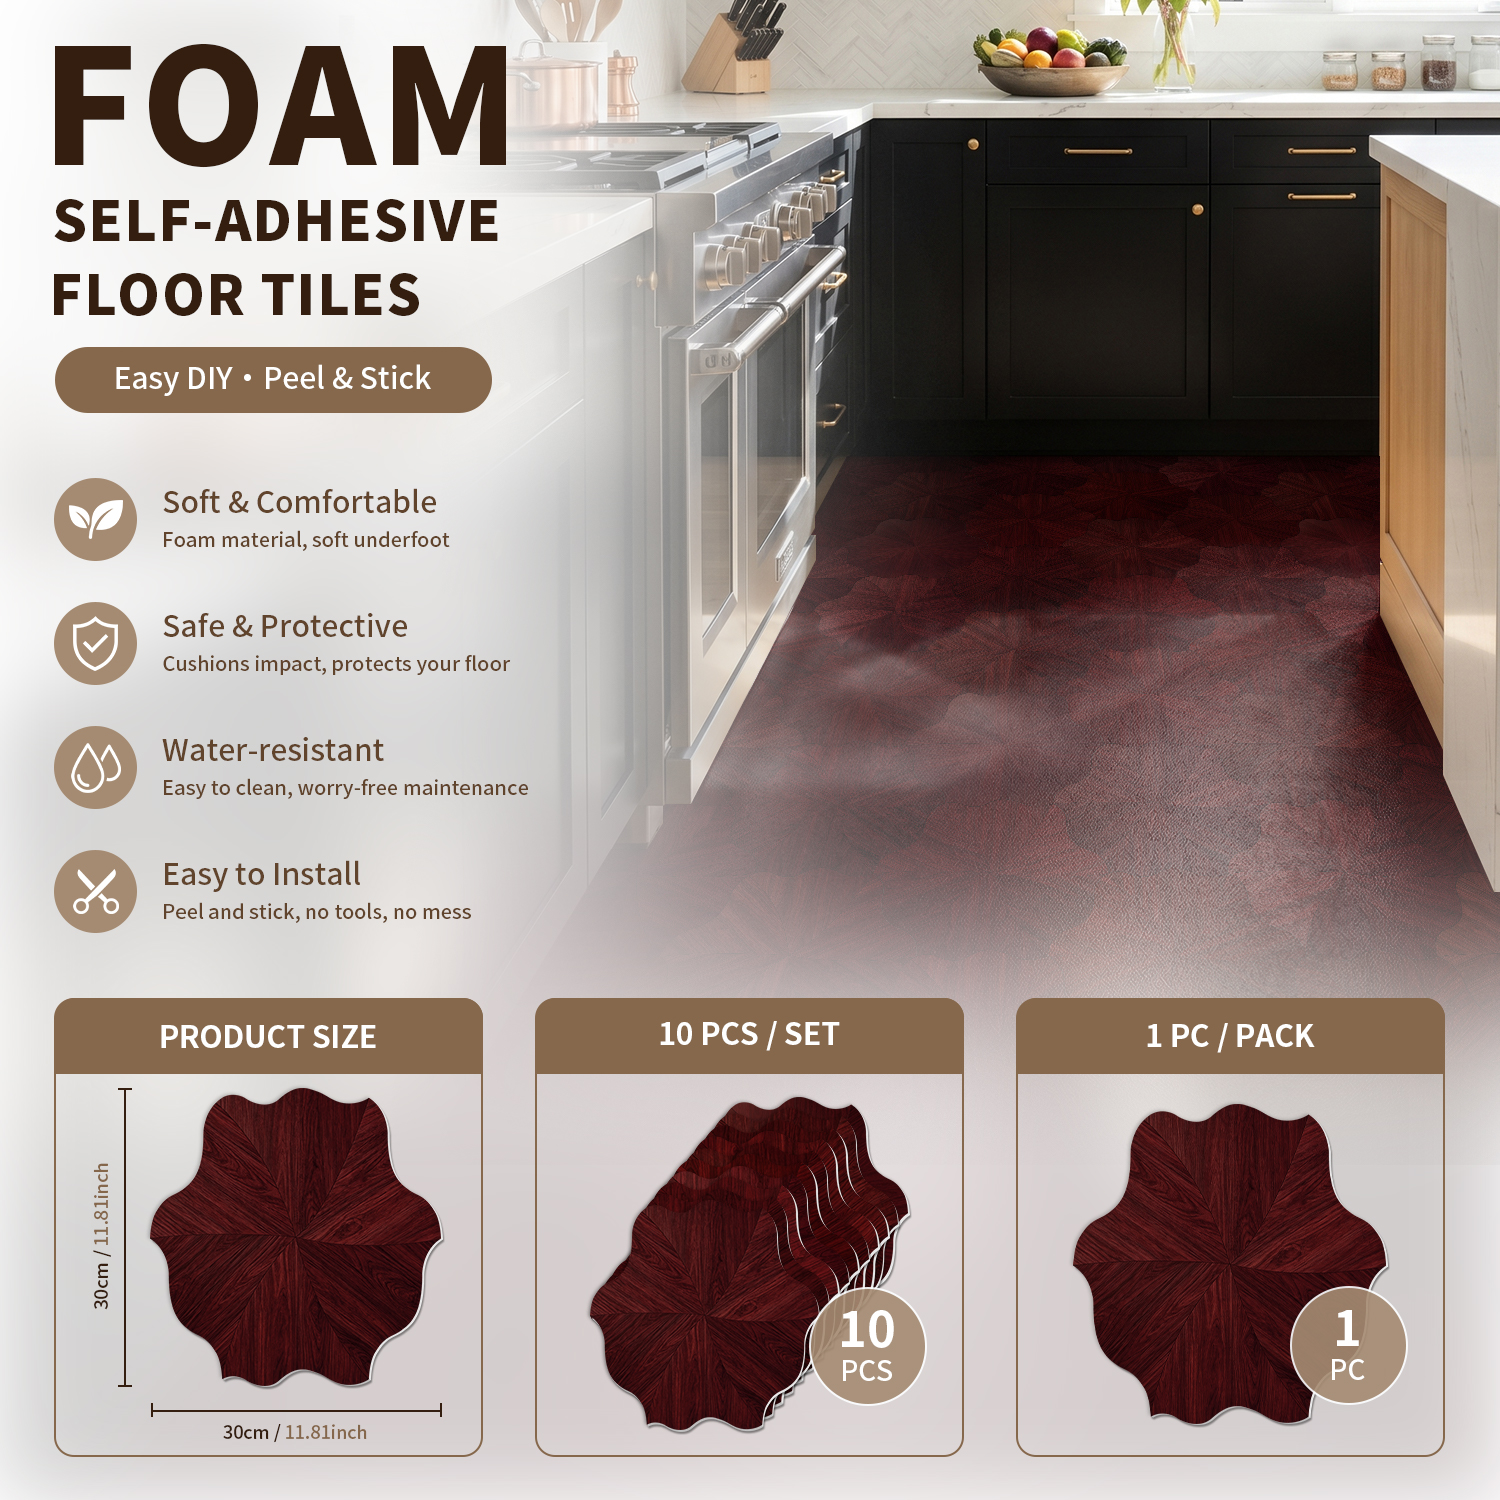 FOAM
SELF-ADHESIVE
FLOOR TILES
Easy DIY • Peel & Stick
Soft & Comfortable
Foam material, soft underfoot
Safe & Protective
Cushions impact, protects your floor
Water-resistant
Easy to clean, worry-free maintenance
Easy to Install
Peel and stick, no tools, no mess
PRODUCT SIZE
30cm / 11.81inch
30cm / 11.81inch
10 PCS / SET
10
PCS
1 PC / PACK
1
PC